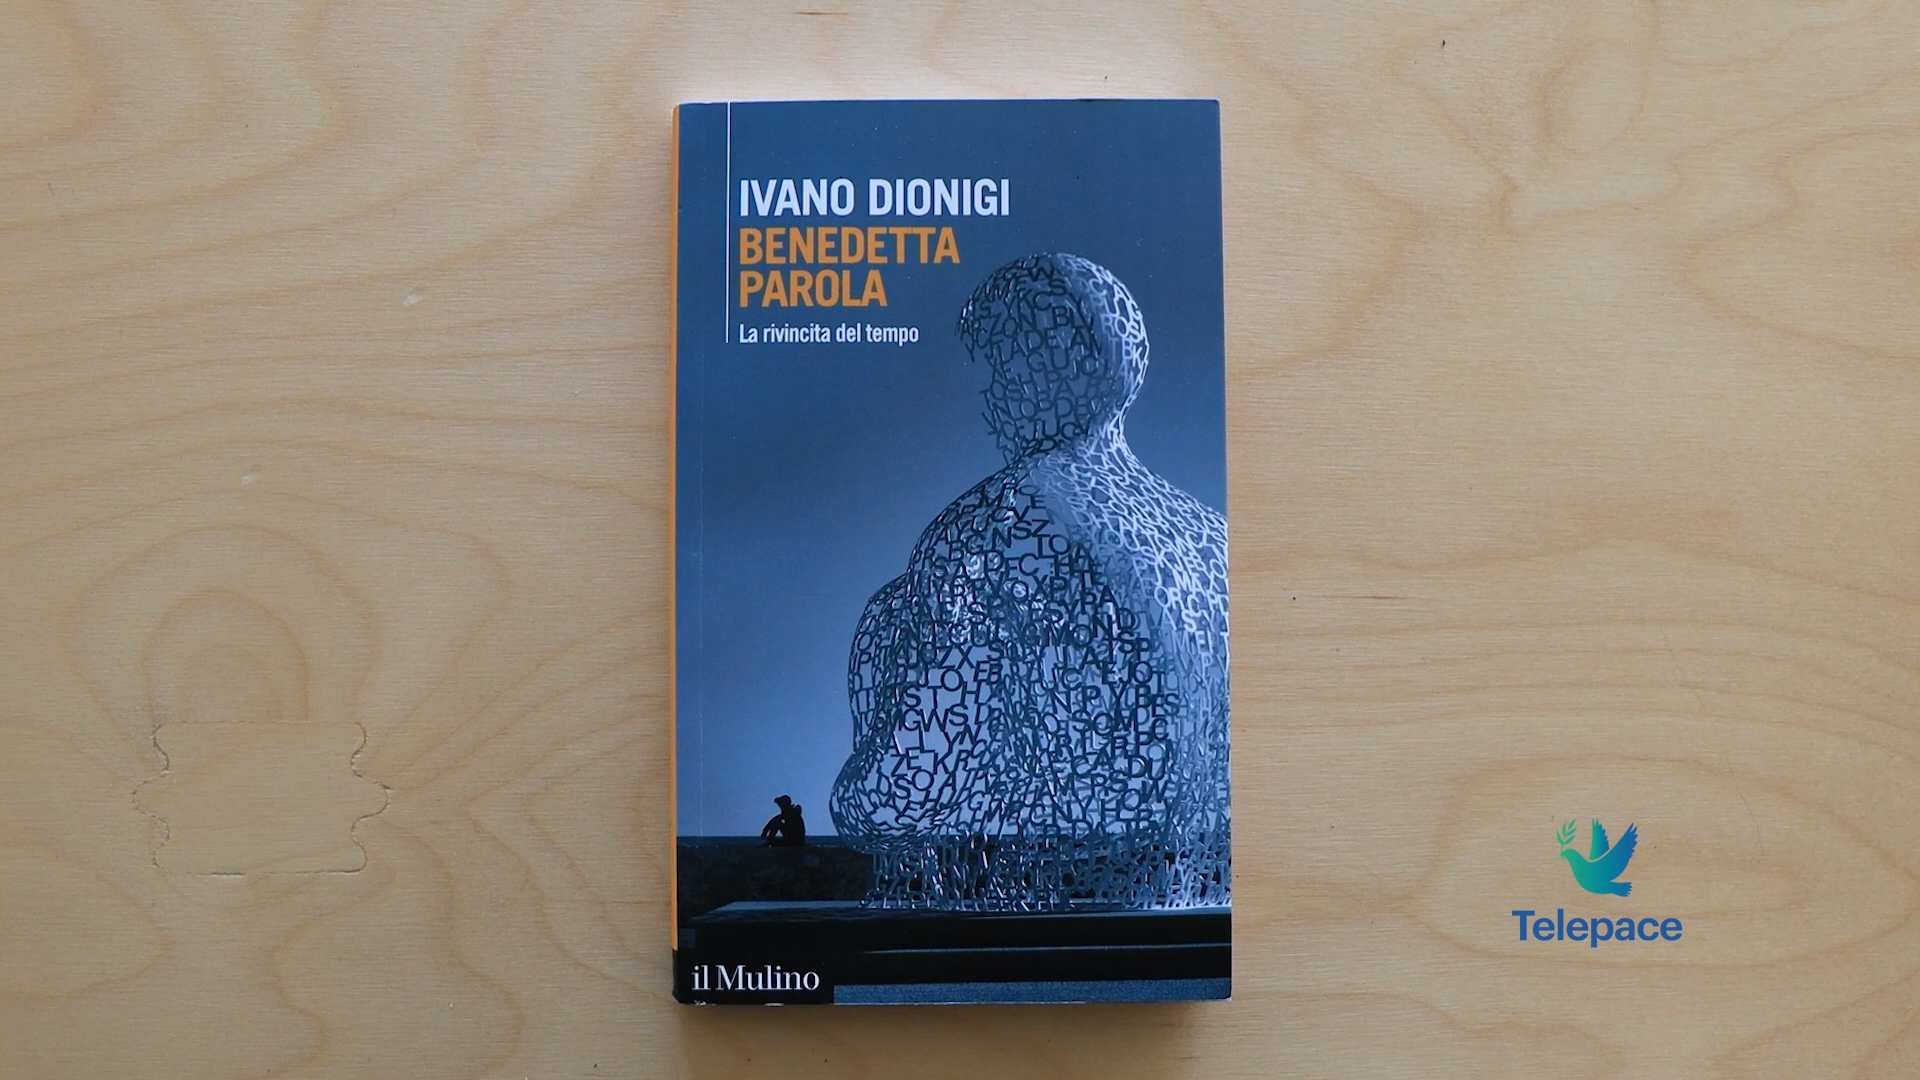 IVANO DIONIGI
BENEDETTA
PAROLA
La rivincita del tempo
il Mulino
Telepace